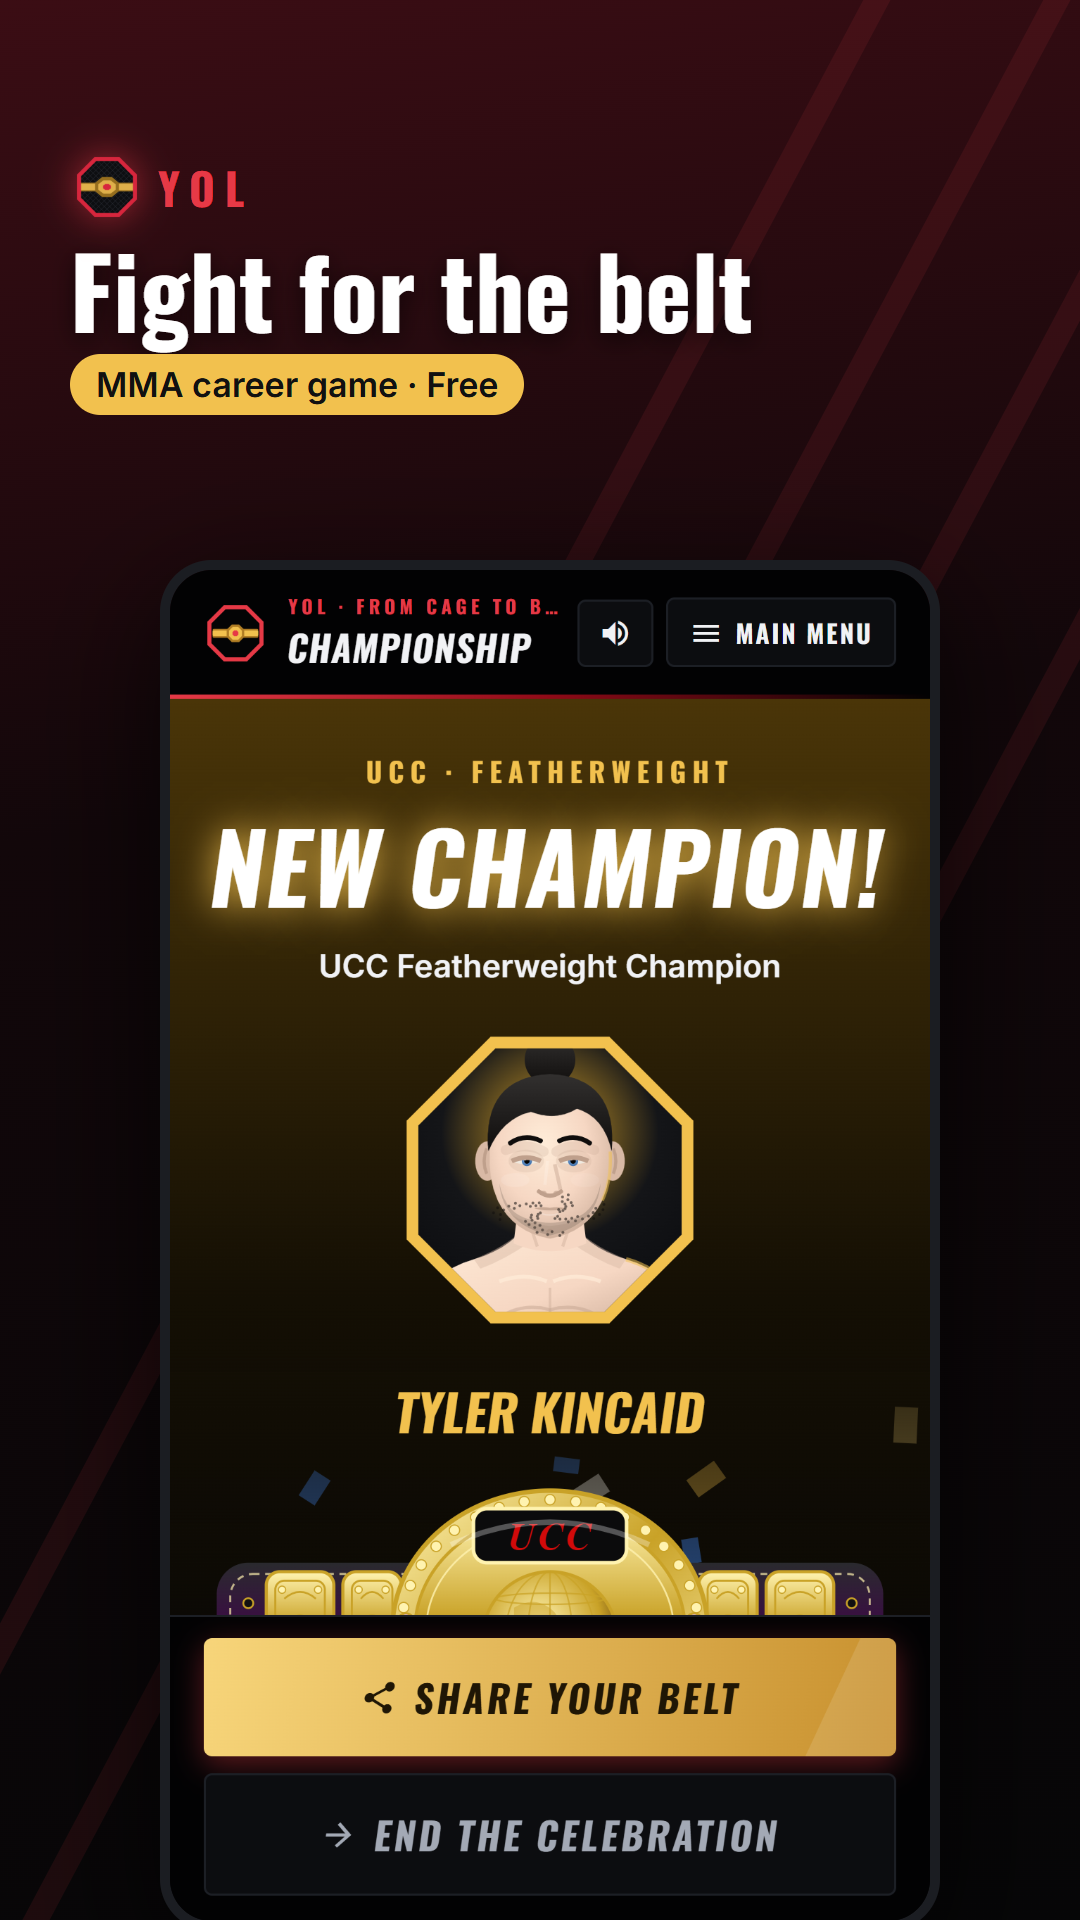 YOL
Fight for the belt
MMA career game · Free
YOL · FROM CAGE TO B…
CHAMPIONSHIP
MAIN MENU
UCC · FEATHERWEIGHT
NEW CHAMPION!
UCC Featherweight Champion
TYLER KINCAID
UCC
SHARE YOUR BELT
END THE CELEBRATION